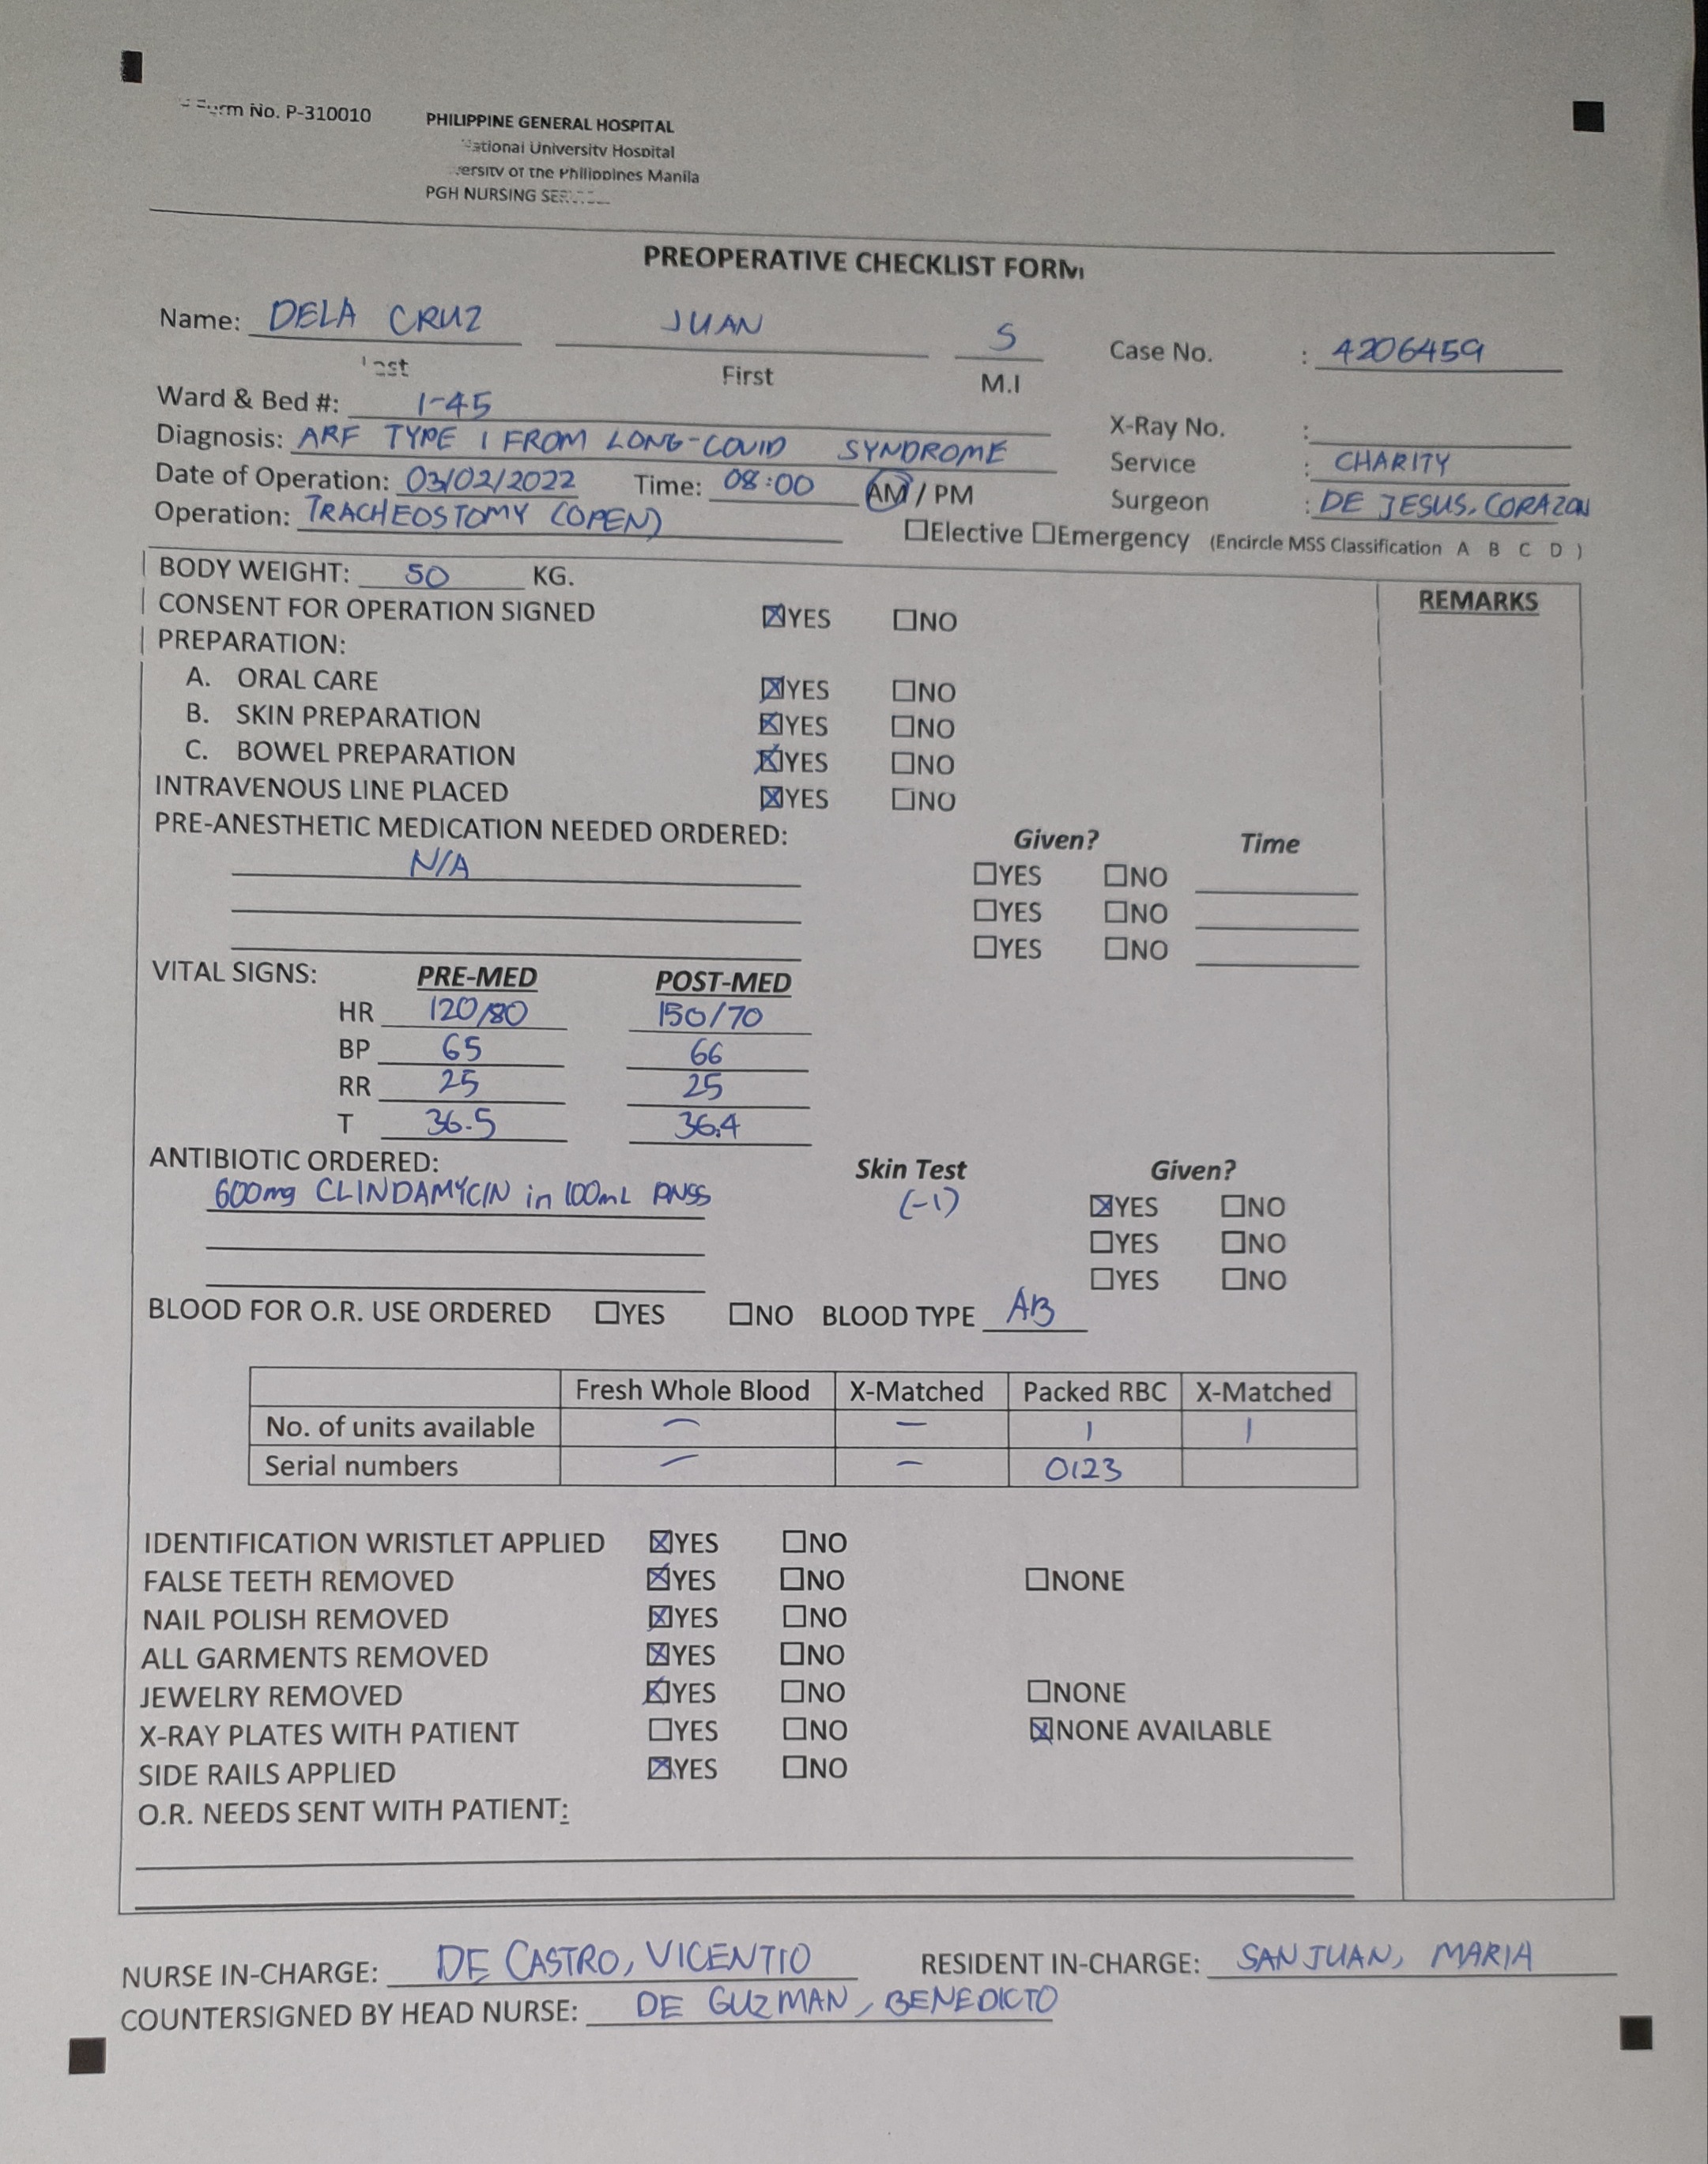 Form No. P-310010
PHILIPPINE GENERAL HOSPITAL
National University Hospital
University of the Philippines Manila
PGH NURSING
PREOPERATIVE CHECKLIST FORM
Name: DELA CRUZ JUAN S
Last First M.I
Case No. : 4206459
Ward & Bed #: 1-45
X-Ray No. :
Diagnosis: ARF TYPE 1 FROM LONG-COVID SYNDROME
Service : CHARITY
Date of Operation: 03/02/2022 Time: 08:00 AM / PM
Surgeon : DE JESUS, CORAZON
Operation: TRACHEOSTOMY (OPEN)
☐Elective ☐Emergency (Encircle MSS Classification A B C D )
BODY WEIGHT: 50 KG.
REMARKS
CONSENT FOR OPERATION SIGNED ☒YES ☐NO
PREPARATION:
A. ORAL CARE ☒YES ☐NO
B. SKIN PREPARATION ☒YES ☐NO
C. BOWEL PREPARATION ☒YES ☐NO
INTRAVENOUS LINE PLACED ☒YES ☐NO
PRE-ANESTHETIC MEDICATION NEEDED ORDERED: Given? Time
N/A ☐YES ☐NO
☐YES ☐NO
☐YES ☐NO
VITAL SIGNS: PRE-MED POST-MED
HR 120/80 150/70
BP 65 66
RR 25 25
T 36.5 36.4
ANTIBIOTIC ORDERED: Skin Test Given?
600mg CLINDAMYCIN in 100mL PNSS (-1) ☒YES ☐NO
☐YES ☐NO
☐YES ☐NO
BLOOD FOR O.R. USE ORDERED ☐YES ☐NO BLOOD TYPE AB
Fresh Whole Blood X-Matched Packed RBC X-Matched
No. of units available — — 1 1
Serial numbers — — 0123
IDENTIFICATION WRISTLET APPLIED ☒YES ☐NO
FALSE TEETH REMOVED ☒YES ☐NO ☐NONE
NAIL POLISH REMOVED ☒YES ☐NO
ALL GARMENTS REMOVED ☒YES ☐NO
JEWELRY REMOVED ☒YES ☐NO ☐NONE
X-RAY PLATES WITH PATIENT ☐YES ☐NO ☒NONE AVAILABLE
SIDE RAILS APPLIED ☒YES ☐NO
O.R. NEEDS SENT WITH PATIENT:
NURSE IN-CHARGE: DE CASTRO, VICENTIO RESIDENT IN-CHARGE: SAN JUAN, MARIA
COUNTERSIGNED BY HEAD NURSE: DE GUZMAN, BENEDICTO